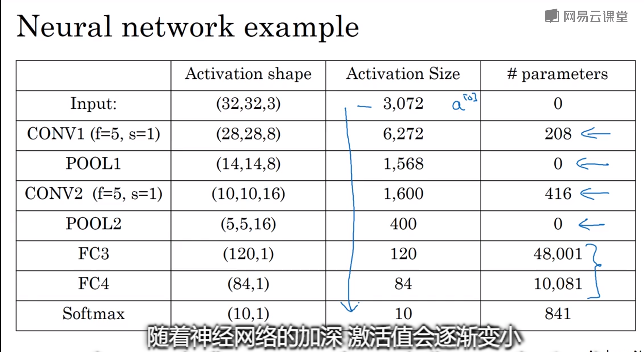 网易云课堂
Neural network example
Activation shape Activation Size # parameters
Input: (32,32,3) – 3,072 a[0] 0
CONV1 (f=5, s=1) (28,28,8) 6,272 208 ←
POOL1 (14,14,8) 1,568 0 ←
CONV2 (f=5, s=1) (10,10,16) 1,600 416 ←
POOL2 (5,5,16) 400 0 ←
FC3 (120,1) 120 48,001
FC4 (84,1) 84 10,081
Softmax (10,1) 10 841
随着神经网络的加深 激活值会逐渐变小